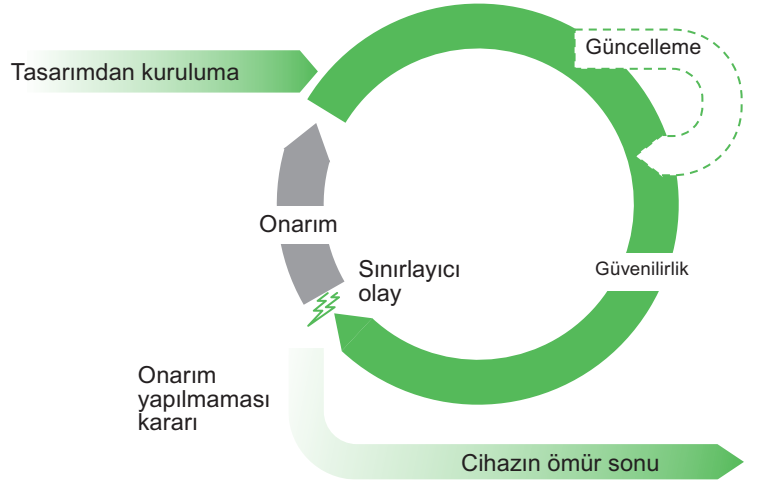 Güncelleme
Tasarımdan kuruluma
Onarım
Sınırlayıcı
olay
Güvenilirlik
Onarım
yapılmaması
kararı
Cihazın ömür sonu